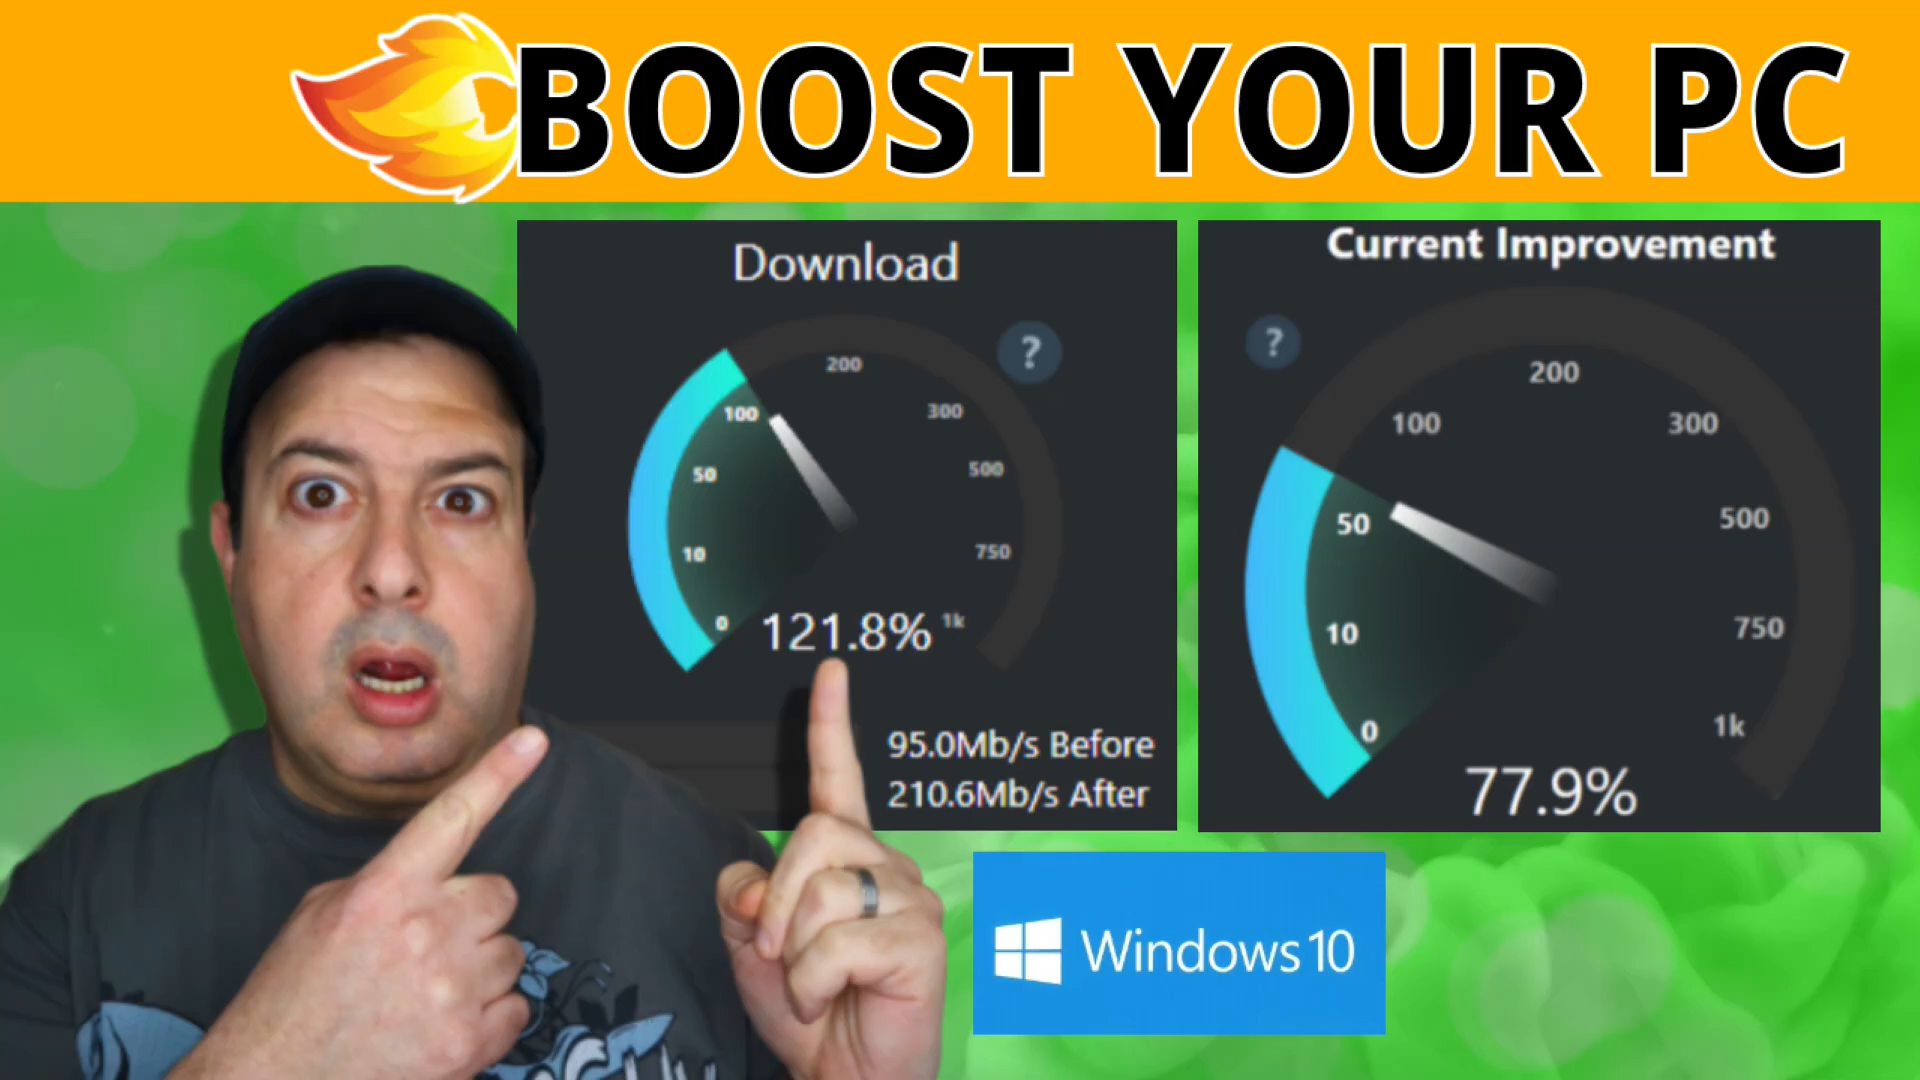 BOOST YOUR PC
Download
?
0
10
50
100
200
300
500
750
1k
121.8%
95.0Mb/s Before
210.6Mb/s After
Current Improvement
?
0
10
50
100
200
300
500
750
1k
77.9%
Windows 10